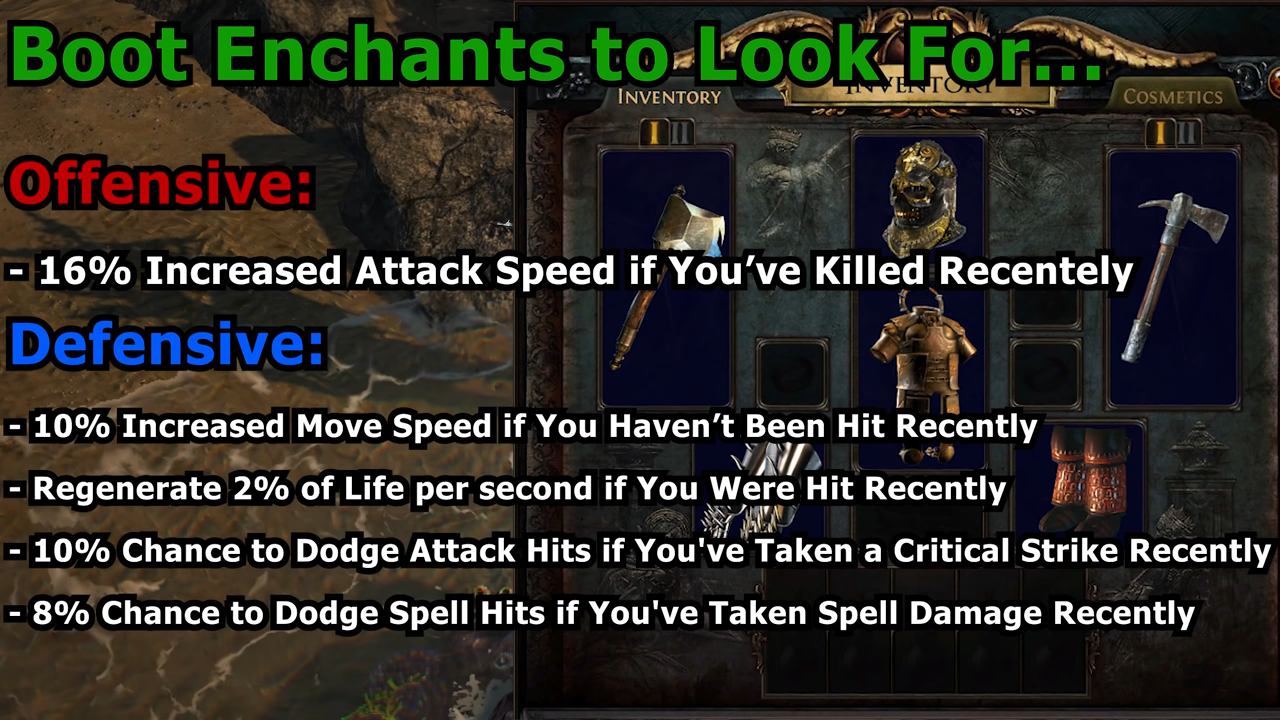 Boot Enchants to Look For...
INVENTORY
INVENTORY
COSMETICS
I II
I II
Offensive:
- 16% Increased Attack Speed if You’ve Killed Recentely
Defensive:
- 10% Increased Move Speed if You Haven’t Been Hit Recently
- Regenerate 2% of Life per second if You Were Hit Recently
- 10% Chance to Dodge Attack Hits if You've Taken a Critical Strike Recently
- 8% Chance to Dodge Spell Hits if You've Taken Spell Damage Recently